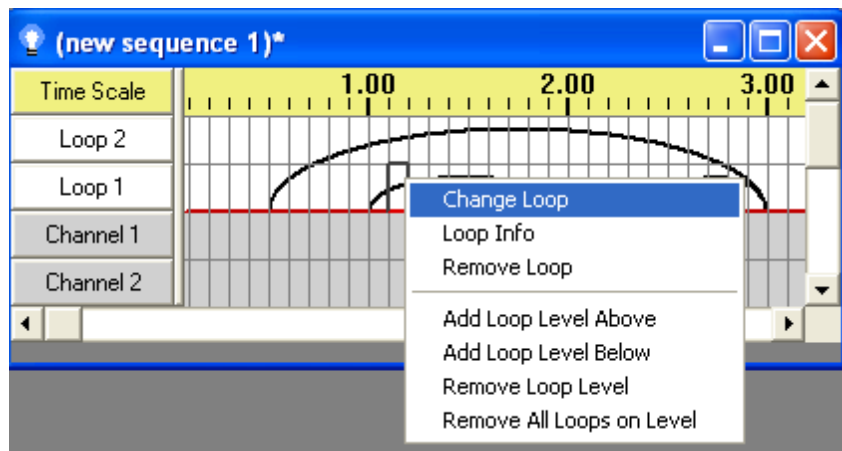 (new sequence 1)*
Time Scale 1.00 2.00 3.00
Loop 2
Loop 1
Channel 1
Channel 2
Change Loop
Loop Info
Remove Loop
Add Loop Level Above
Add Loop Level Below
Remove Loop Level
Remove All Loops on Level